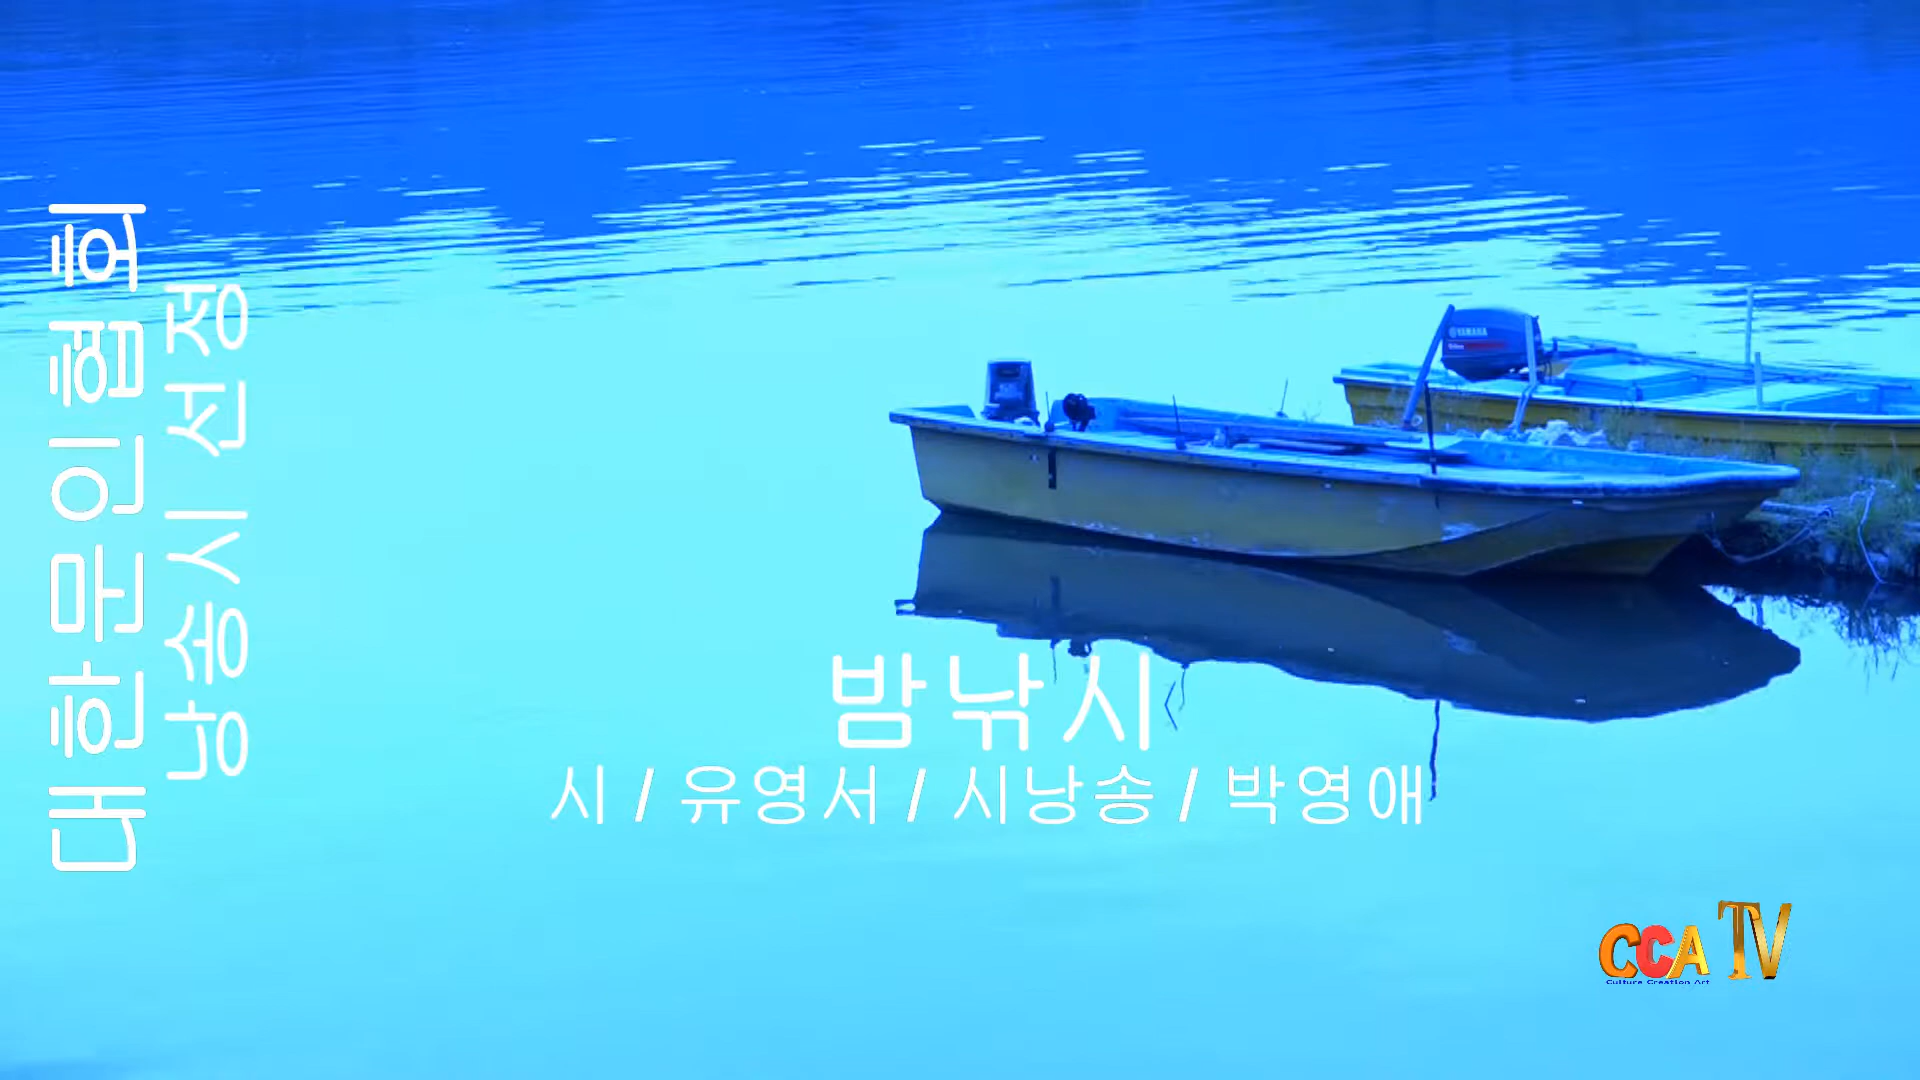 대한문인협회
낭송시 선정
YAMAHA
밤낚시
시 / 유영서 / 시낭송 / 박영애
CCA TV
Culture Creation Art